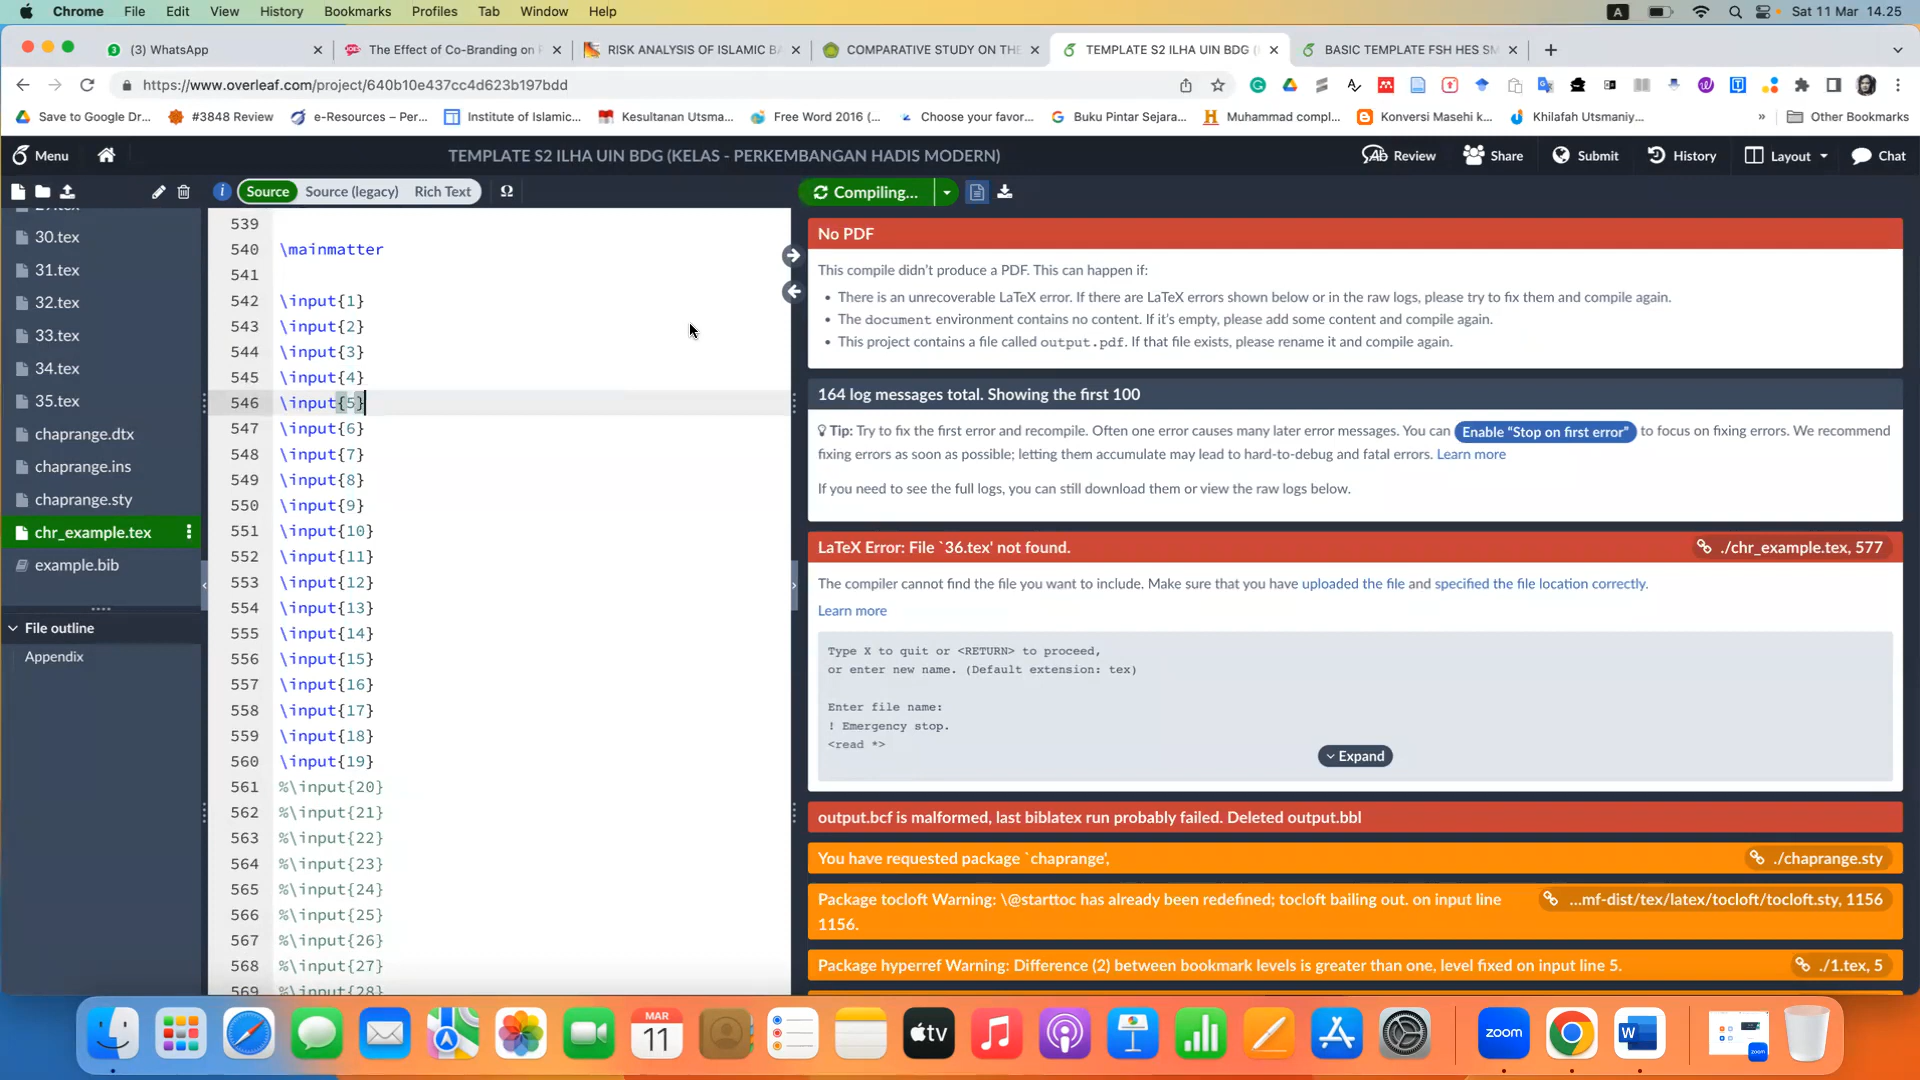 Chrome File Edit View History Bookmarks Profiles Tab Window Help A Sat 11 Mar 14.25
(3) WhatsApp The Effect of Co-Branding on RISK ANALYSIS OF ISLAMIC BA COMPARATIVE STUDY ON THE TEMPLATE S2 ILHA UIN BDG ( BASIC TEMPLATE FSH HES SM
https://www.overleaf.com/project/640b10e437cc4d623b197bdd
Save to Google Dr... #3848 Review e-Resources – Per... Institute of Islamic... Kesultanan Utsma... Free Word 2016 (... Choose your favor... Buku Pintar Sejara... Muhammad compl... Konversi Masehi k... Khilafah Utsmaniy... » Other Bookmarks
Menu TEMPLATE S2 ILHA UIN BDG (KELAS - PERKEMBANGAN HADIS MODERN) Review Share Submit History Layout Chat
Source Source (legacy) Rich Text Ω Compiling...
30.tex
31.tex
32.tex
33.tex
34.tex
35.tex
chaprange.dtx
chaprange.ins
chaprange.sty
chr_example.tex
example.bib
File outline
Appendix
539
540 \mainmatter
541
542 \input{1}
543 \input{2}
544 \input{3}
545 \input{4}
546 \input{5}
547 \input{6}
548 \input{7}
549 \input{8}
550 \input{9}
551 \input{10}
552 \input{11}
553 \input{12}
554 \input{13}
555 \input{14}
556 \input{15}
557 \input{16}
558 \input{17}
559 \input{18}
560 \input{19}
561 %\input{20}
562 %\input{21}
563 %\input{22}
564 %\input{23}
565 %\input{24}
566 %\input{25}
567 %\input{26}
568 %\input{27}
569 %\input{28}
No PDF
This compile didn't produce a PDF. This can happen if:
• There is an unrecoverable LaTeX error. If there are LaTeX errors shown below or in the raw logs, please try to fix them and compile again.
• The document environment contains no content. If it's empty, please add some content and compile again.
• This project contains a file called output.pdf. If that file exists, please rename it and compile again.
164 log messages total. Showing the first 100
Tip: Try to fix the first error and recompile. Often one error causes many later error messages. You can Enable “Stop on first error” to focus on fixing errors. We recommend
fixing errors as soon as possible; letting them accumulate may lead to hard-to-debug and fatal errors. Learn more
If you need to see the full logs, you can still download them or view the raw logs below.
LaTeX Error: File `36.tex' not found. ./chr_example.tex, 577
The compiler cannot find the file you want to include. Make sure that you have uploaded the file and specified the file location correctly.
Learn more
Type X to quit or <RETURN> to proceed,
or enter new name. (Default extension: tex)
Enter file name:
! Emergency stop.
<read *>
Expand
output.bcf is malformed, last biblatex run probably failed. Deleted output.bbl
You have requested package `chaprange', ./chaprange.sty
Package tocloft Warning: \@starttoc has already been redefined; tocloft bailing out. on input line ...mf-dist/tex/latex/tocloft/tocloft.sty, 1156
1156.
Package hyperref Warning: Difference (2) between bookmark levels is greater than one, level fixed on input line 5. ./1.tex, 5
MAR
11
tv
zoom
W